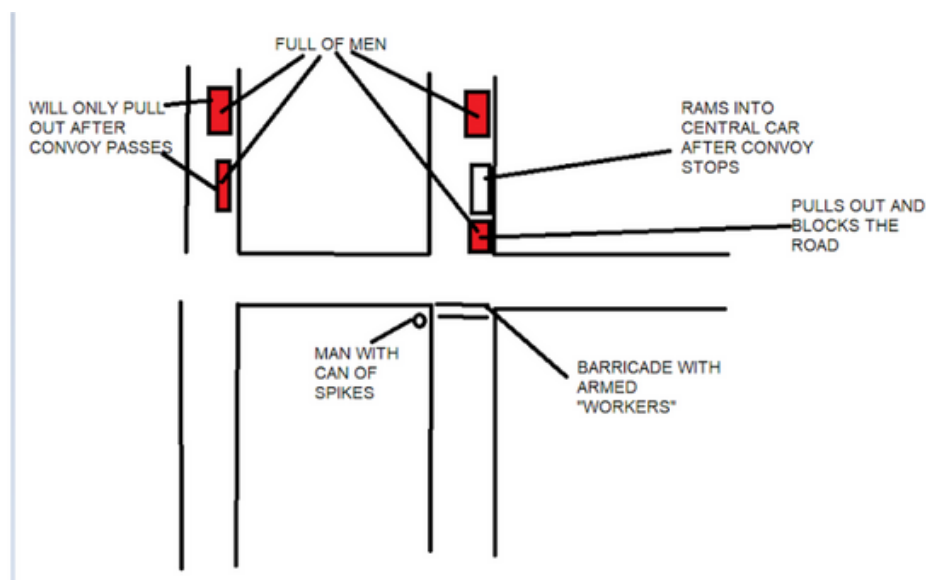 FULL OF MEN
WILL ONLY PULL
OUT AFTER
CONVOY PASSES
RAMS INTO
CENTRAL CAR
AFTER CONVOY
STOPS
PULLS OUT AND
BLOCKS THE
ROAD
MAN WITH
CAN OF
SPIKES
BARRICADE WITH
ARMED
"WORKERS"